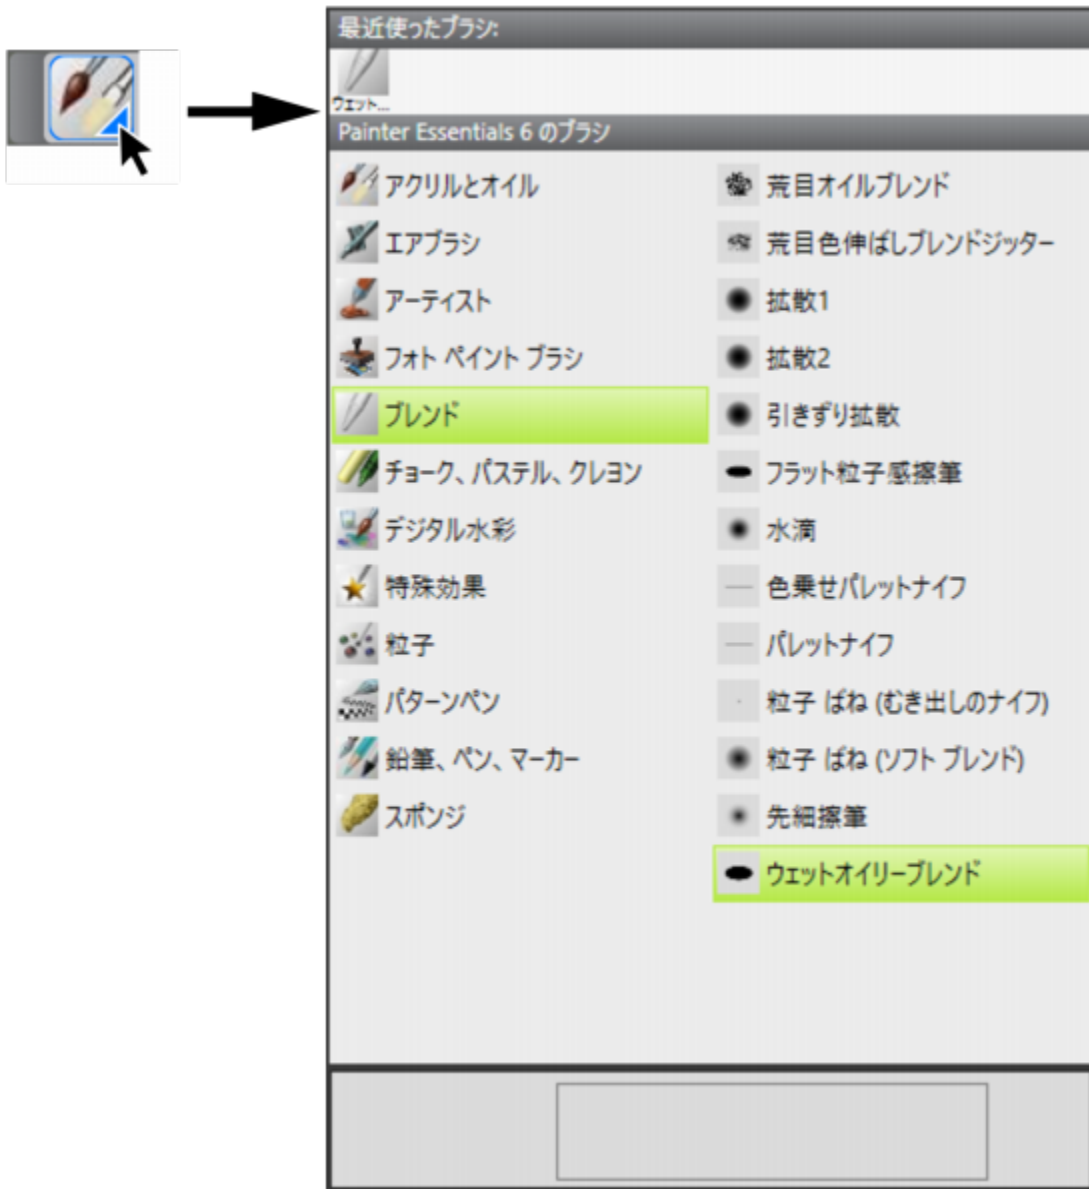 最近使ったブラシ:
ウェット...
Painter Essentials 6 のブラシ
アクリルとオイル
エアブラシ
アーティスト
フォト ペイント ブラシ
ブレンド
チョーク、パステル、クレヨン
デジタル水彩
特殊効果
粒子
パターンペン
鉛筆、ペン、マーカー
スポンジ
荒目オイルブレンド
荒目色伸ばしブレンドジッター
拡散1
拡散2
引きずり拡散
フラット粒子感擦筆
水滴
色乗せパレットナイフ
パレットナイフ
粒子 ばね (むき出しのナイフ)
粒子 ばね (ソフト ブレンド)
先細擦筆
ウェットオイリーブレンド